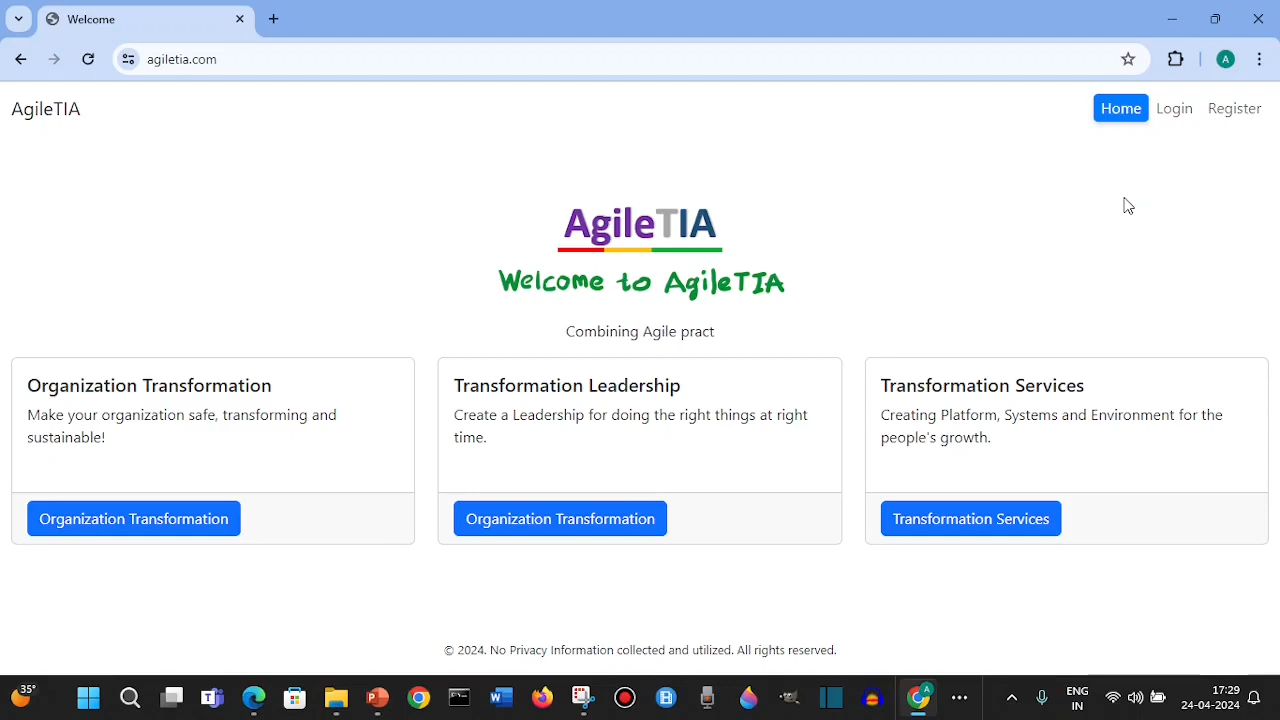 Welcome
agiletia.com
A
AgileTIA
Home Login Register
AgileTIA
Welcome to AgileTIA
Combining Agile pract
Organization Transformation
Make your organization safe, transforming and
sustainable!
Organization Transformation
Transformation Leadership
Create a Leadership for doing the right things at right
time.
Organization Transformation
Transformation Services
Creating Platform, Systems and Environment for the
people's growth.
Transformation Services
© 2024. No Privacy Information collected and utilized. All rights reserved.
35°
ENG
IN
17:29
24-04-2024